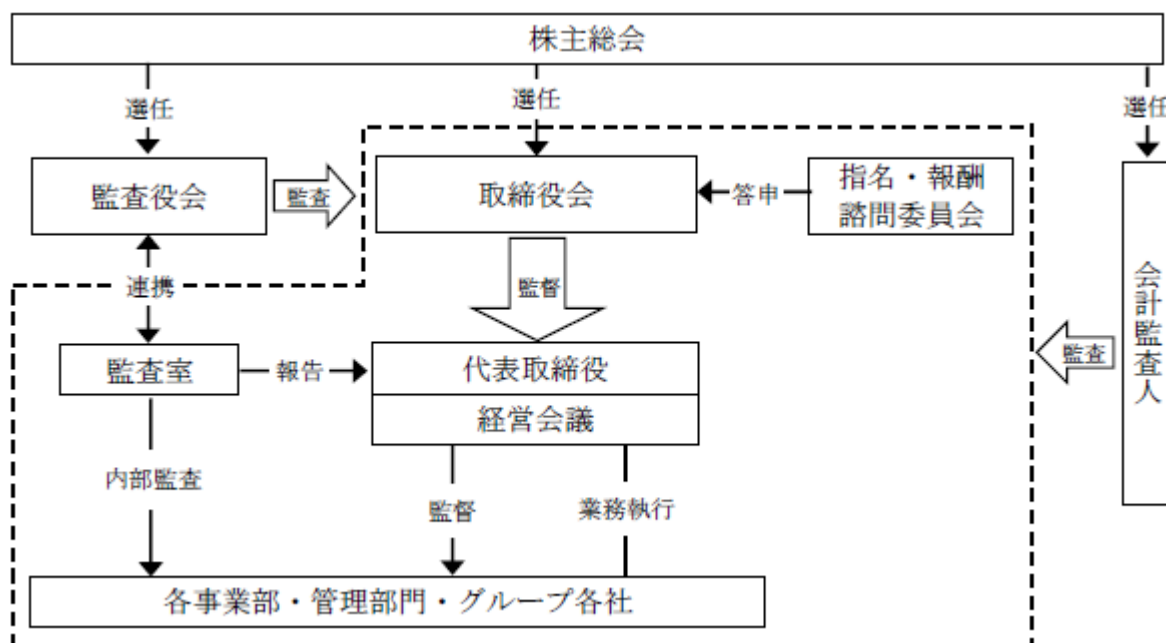 株主総会
選任
選任
選任
監査役会
監査
取締役会
答申
指名・報酬
諮問委員会
連携
監督
会計監査人
監査
監査室
報告
代表取締役
経営会議
内部監査
監督
業務執行
各事業部・管理部門・グループ各社